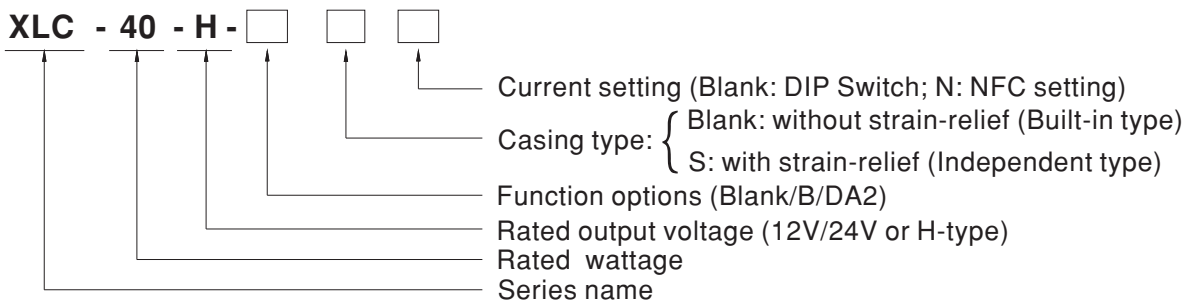 XLC - 40 - H -
Current setting (Blank: DIP Switch; N: NFC setting)
Casing type:
Blank: without strain-relief (Built-in type)
S: with strain-relief (Independent type)
Function options (Blank/B/DA2)
Rated output voltage (12V/24V or H-type)
Rated wattage
Series name